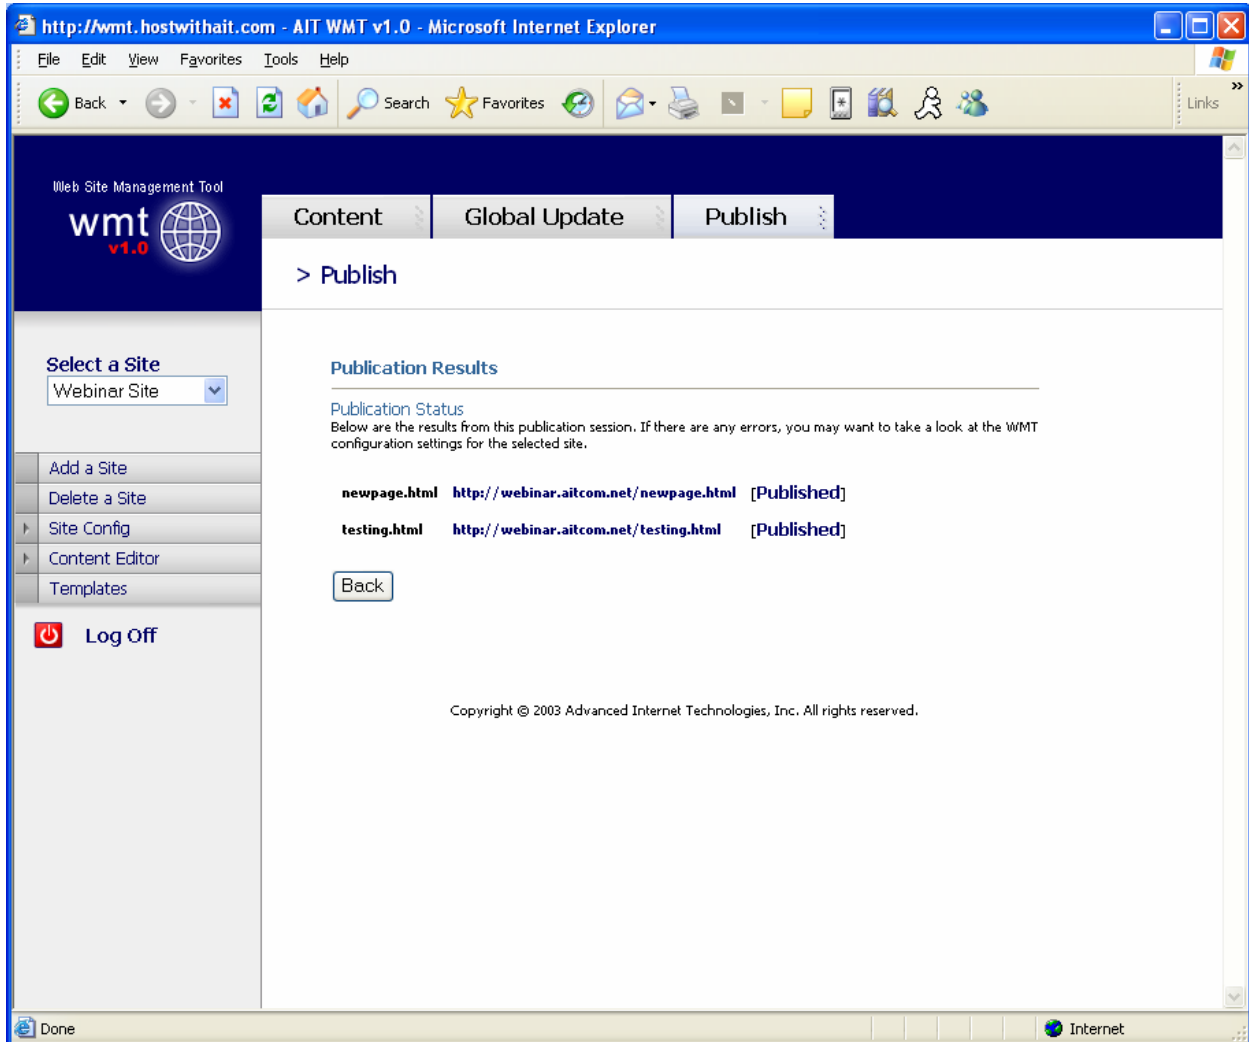 http://wmt.hostwithait.com - AIT WMT v1.0 - Microsoft Internet Explorer
File Edit View Favorites Tools Help
Back Search Favorites Links
Web Site Management Tool
wmt
v1.0
Content Global Update Publish
> Publish
Select a Site
Webinar Site
Add a Site
Delete a Site
Site Config
Content Editor
Templates
Log Off
Publication Results
Publication Status
Below are the results from this publication session. If there are any errors, you may want to take a look at the WMT
configuration settings for the selected site.
newpage.html http://webinar.aitcom.net/newpage.html [Published]
testing.html http://webinar.aitcom.net/testing.html [Published]
Back
Copyright © 2003 Advanced Internet Technologies, Inc. All rights reserved.
Done Internet